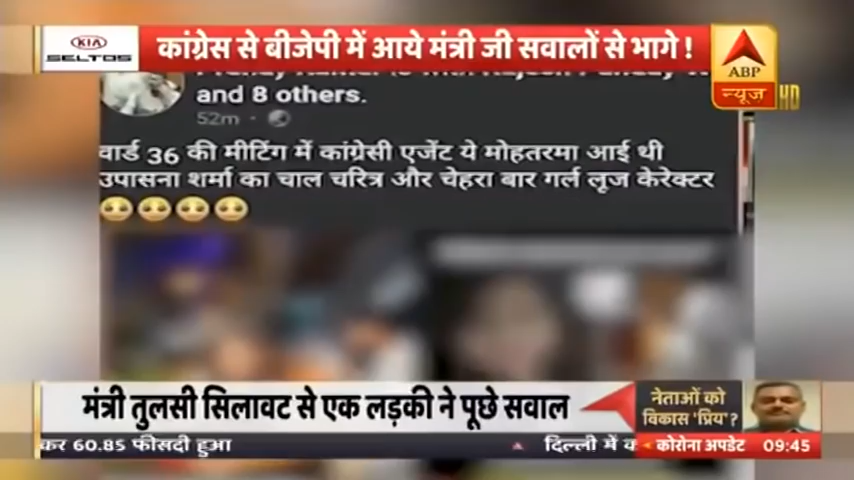 KIA
SELTOS
कांग्रेस से बीजेपी में आये मंत्री जी सवालों से भागे !
ABP
न्यूज़
HD
and 8 others.
52m
वार्ड 36 की मीटिंग में कांग्रेसी एजेंट ये मोहतरमा आई थी
उपासना शर्मा का चाल चरित्र और चेहरा बार गर्ल लूज केरेक्टर
मंत्री तुलसी सिलावट से एक लड़की ने पूछे सवाल
नेताओं को
विकास 'प्रिय'?
कर 60.85 फीसदी हुआ
दिल्ली में
कोरोना अपडेट
09:45